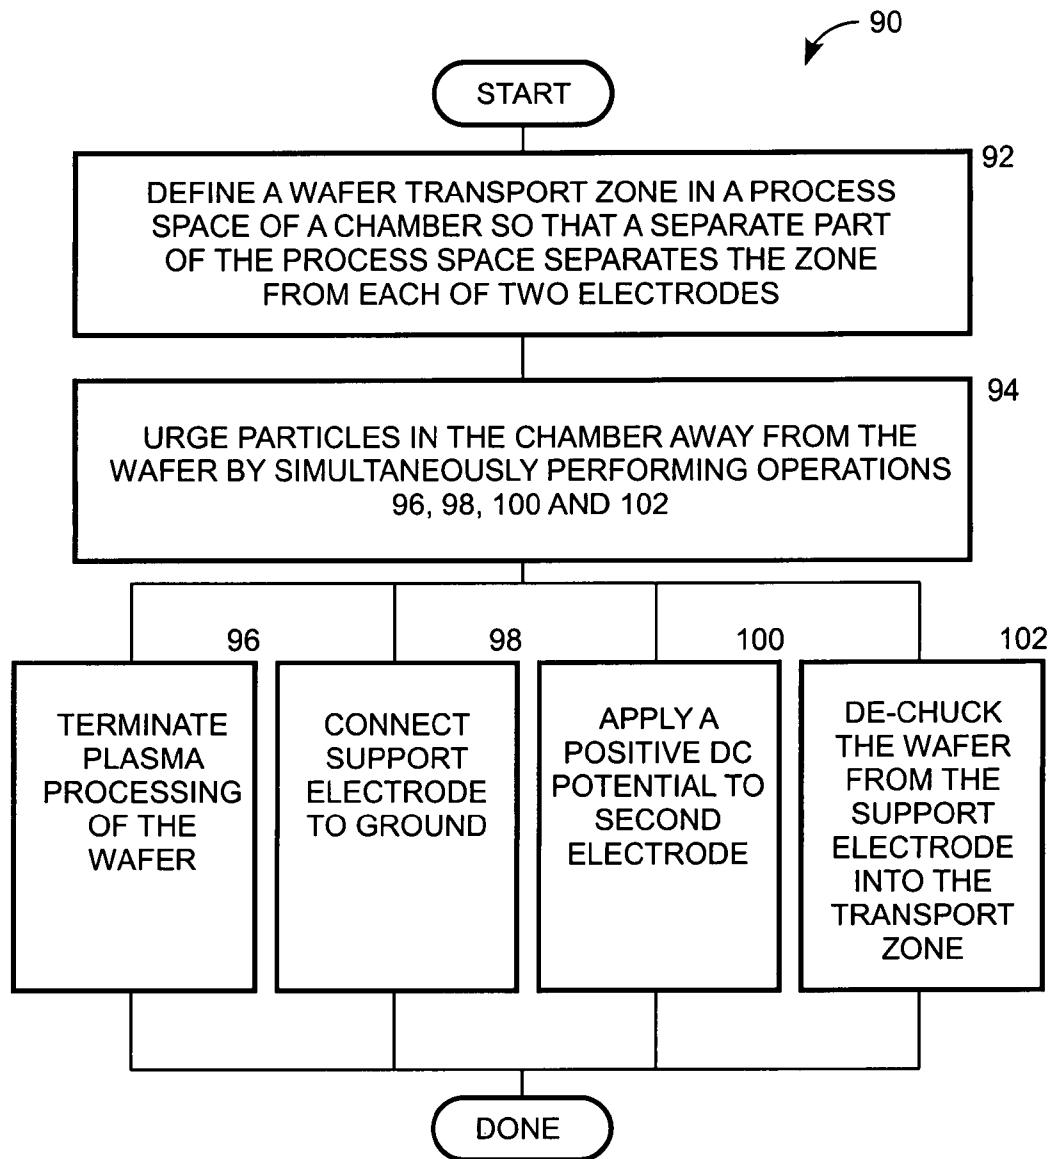 90
START
92
DEFINE A WAFER TRANSPORT ZONE IN A PROCESS
SPACE OF A CHAMBER SO THAT A SEPARATE PART
OF THE PROCESS SPACE SEPARATES THE ZONE
FROM EACH OF TWO ELECTRODES
94
URGE PARTICLES IN THE CHAMBER AWAY FROM THE
WAFER BY SIMULTANEOUSLY PERFORMING OPERATIONS
96, 98, 100 AND 102
96
TERMINATE
PLASMA
PROCESSING
OF THE
WAFER
98
CONNECT
SUPPORT
ELECTRODE
TO GROUND
100
APPLY A
POSITIVE DC
POTENTIAL TO
SECOND
ELECTRODE
102
DE-CHUCK
THE WAFER
FROM THE
SUPPORT
ELECTRODE
INTO THE
TRANSPORT
ZONE
DONE